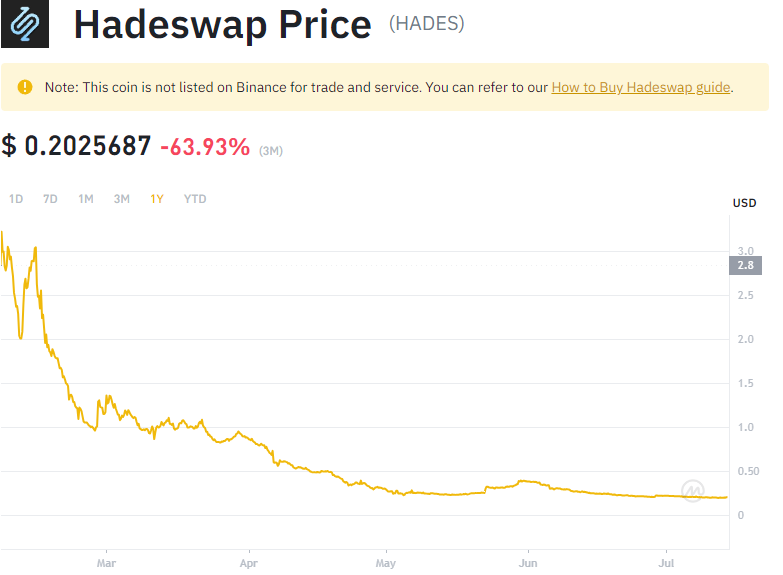 Hadeswap Price (HADES)
Note: This coin is not listed on Binance for trade and service. You can refer to our How to Buy Hadeswap guide.
$ 0.2025687 -63.93% (3M)
1D 7D 1M 3M 1Y YTD
USD
3.0
2.8
2.5
2.0
1.5
1.0
0.50
0
Mar Apr May Jun Jul